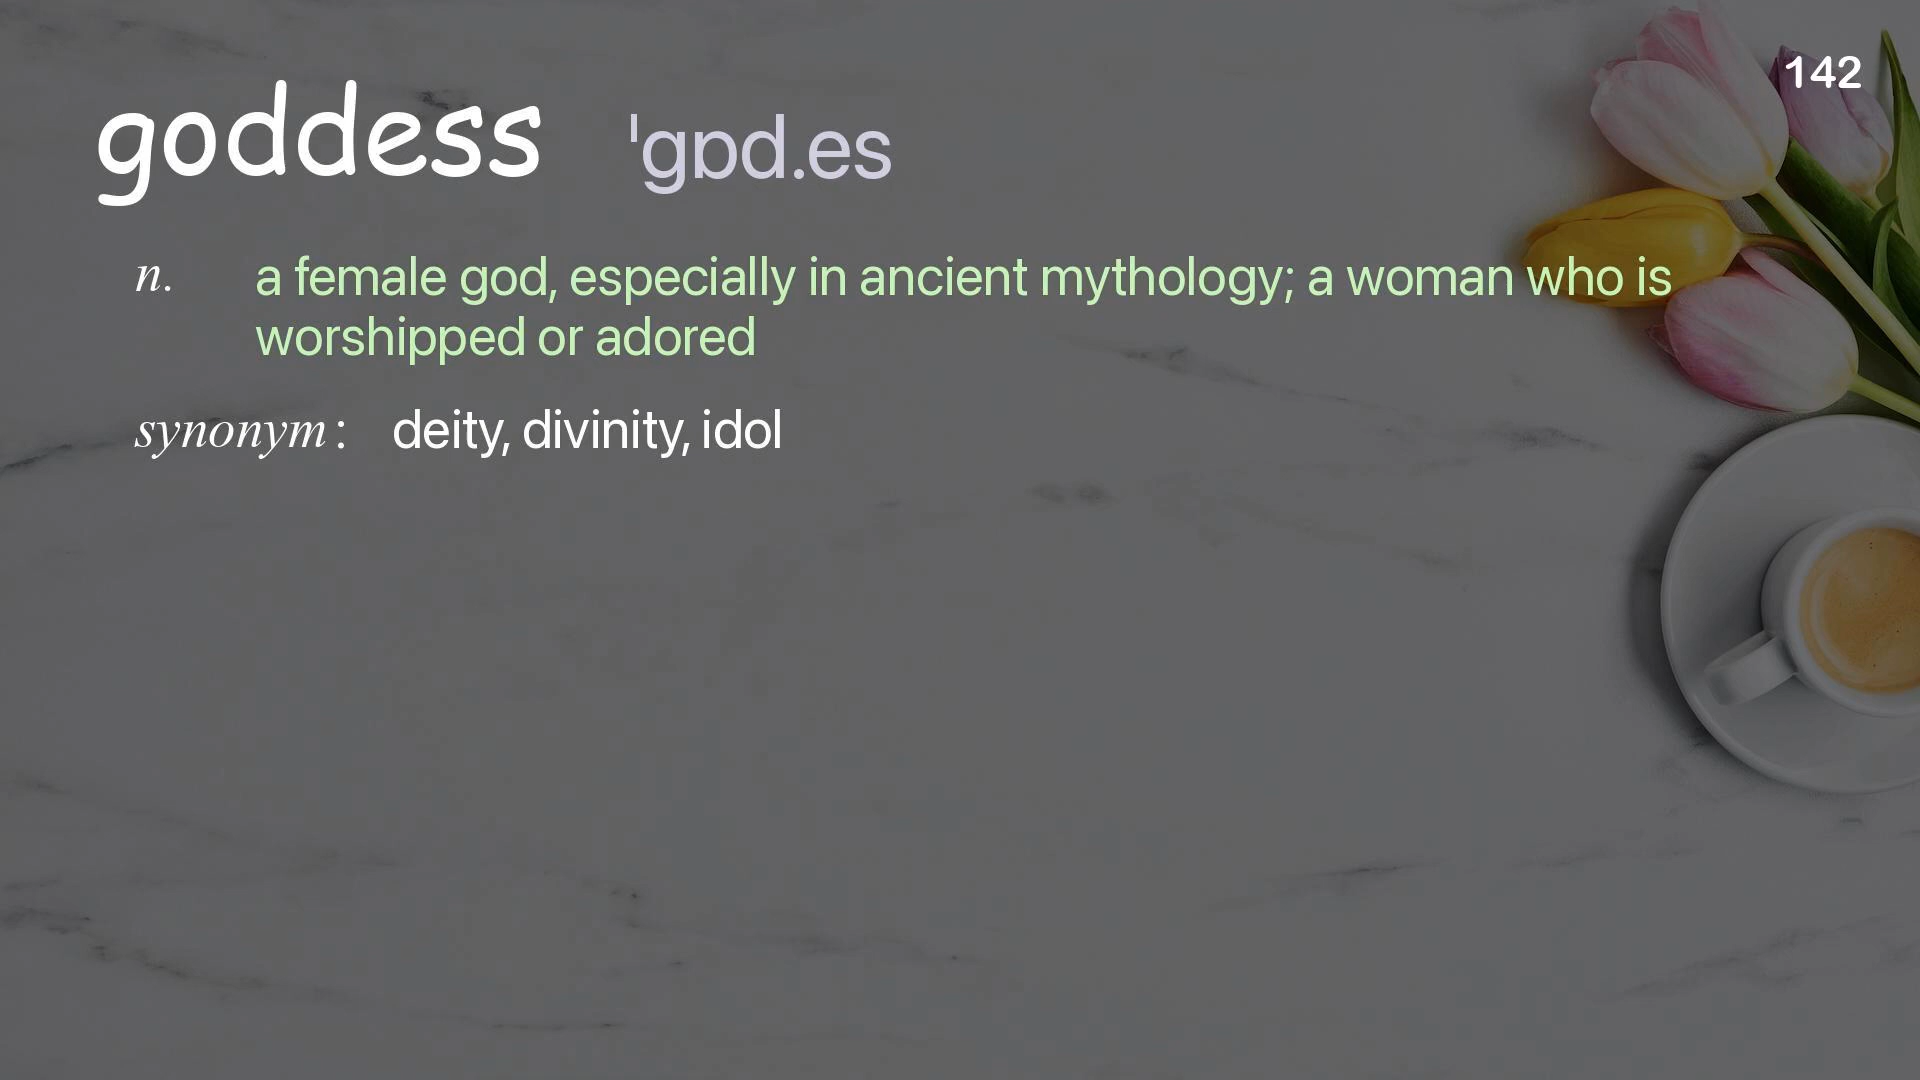 142
goddess ˈɡɒd.es
n. a female god, especially in ancient mythology; a woman who is
worshipped or adored
synonym: deity, divinity, idol